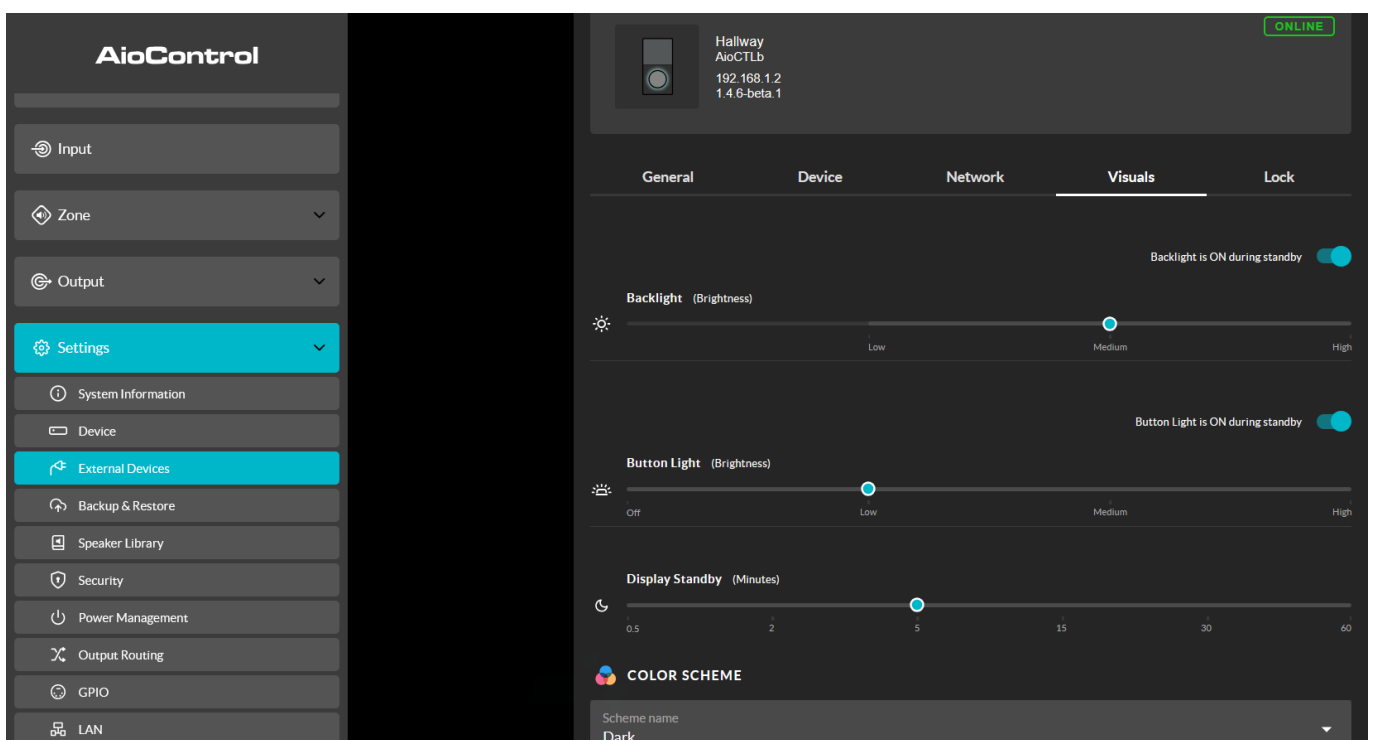 AioControl
Input
Zone
Output
Settings
System Information
Device
External Devices
Backup & Restore
Speaker Library
Security
Power Management
Output Routing
GPIO
LAN
Hallway
AioCTLb
192.168.1.2
1.4.6-beta.1
ONLINE
General Device Network Visuals Lock
Backlight is ON during standby
Backlight (Brightness)
Low Medium High
Button Light is ON during standby
Button Light (Brightness)
Off Low Medium High
Display Standby (Minutes)
0.5 2 5 15 30 60
COLOR SCHEME
Scheme name
Dark